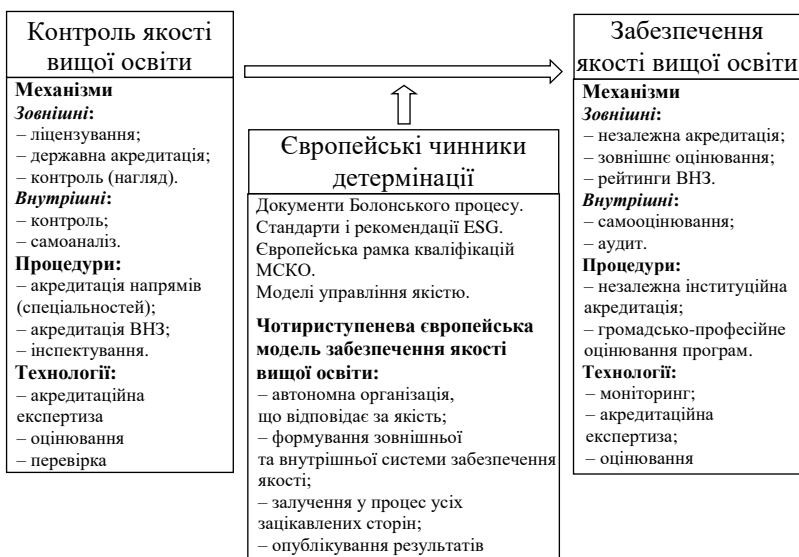 Контроль якості
вищої освіти
Механізми
Зовнішні:
– ліцензування;
– державна акредитація;
– контроль (нагляд).
Внутрішні:
– контроль;
– самоаналіз.
Процедури:
– акредитація напрямів
(спеціальностей);
– акредитація ВНЗ;
– інспектування.
Технології:
– акредитаційна
експертиза
– оцінювання
– перевірка
Європейські чинники
детермінації
Документи Болонського процесу.
Стандарти і рекомендації ESG.
Європейська рамка кваліфікацій
МСКО.
Моделі управління якістю.
Чотириступенева європейська
модель забезпечення якості
вищої освіти:
– автономна організація,
що відповідає за якість;
– формування зовнішньої
та внутрішньої системи забезпечення
якості;
– залучення у процес усіх
зацікавлених сторін;
– опублікування результатів
Забезпечення
якості вищої освіти
Механізми
Зовнішні:
– незалежна акредитація;
– зовнішнє оцінювання;
– рейтинги ВНЗ.
Внутрішні:
– самооцінювання;
– аудит.
Процедури:
– незалежна інституційна
акредитація;
– громадсько-професійне
оцінювання програм.
Технології:
– моніторинг;
– акредитаційна
експертиза;
– оцінювання